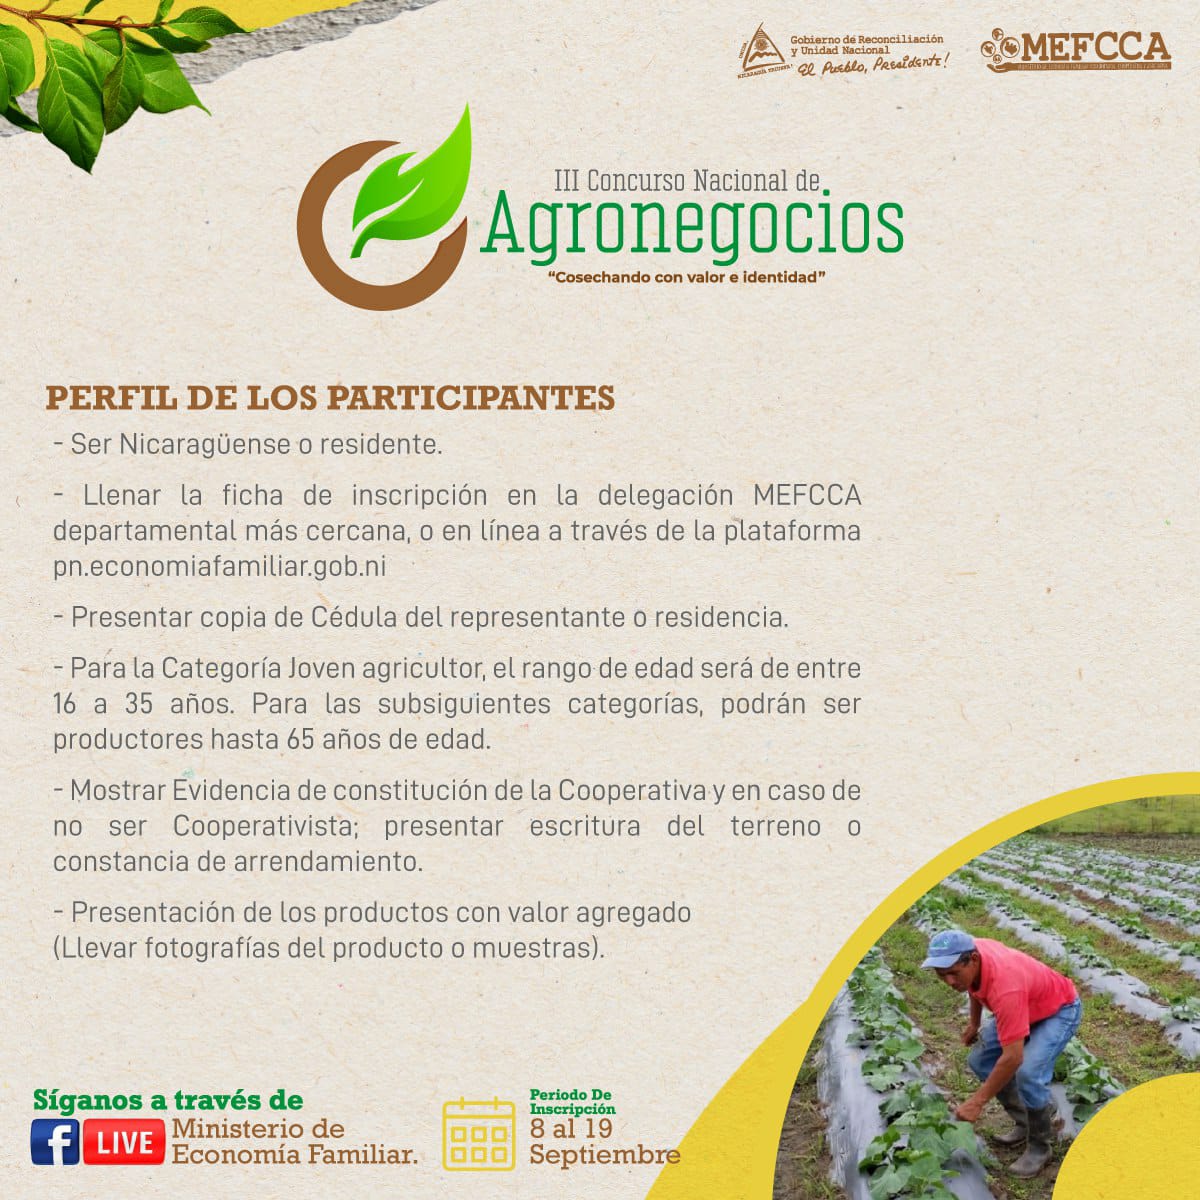 Gobierno de Reconciliación
y Unidad Nacional
El Pueblo, Presidente!
MEFCCA
III Concurso Nacional de
Agronegocios
“Cosechando con valor e identidad”
PERFIL DE LOS PARTICIPANTES
- Ser Nicaragüense o residente.
- Llenar la ficha de inscripción en la delegación MEFCCA
departamental más cercana, o en línea a través de la plataforma
pn.economiafamiliar.gob.ni
- Presentar copia de Cédula del representante o residencia.
- Para la Categoría Joven agricultor, el rango de edad será de entre
16 a 35 años. Para las subsiguientes categorías, podrán ser
productores hasta 65 años de edad.
- Mostrar Evidencia de constitución de la Cooperativa y en caso de
no ser Cooperativista; presentar escritura del terreno o
constancia de arrendamiento.
- Presentación de los productos con valor agregado
(Llevar fotografías del producto o muestras).
Síganos a través de
f LIVE Ministerio de
Economía Familiar.
Periodo De
Inscripción
8 al 19
Septiembre